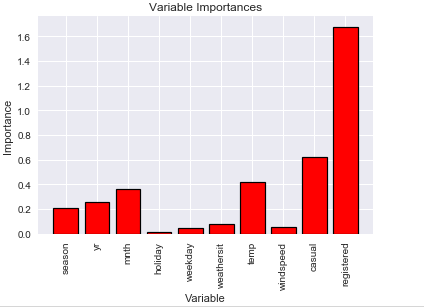 Variable Importances
Importance
1.6
1.4
1.2
1.0
0.8
0.6
0.4
0.2
0.0
season
yr
mnth
holiday
weekday
weathersit
temp
windspeed
casual
registered
Variable